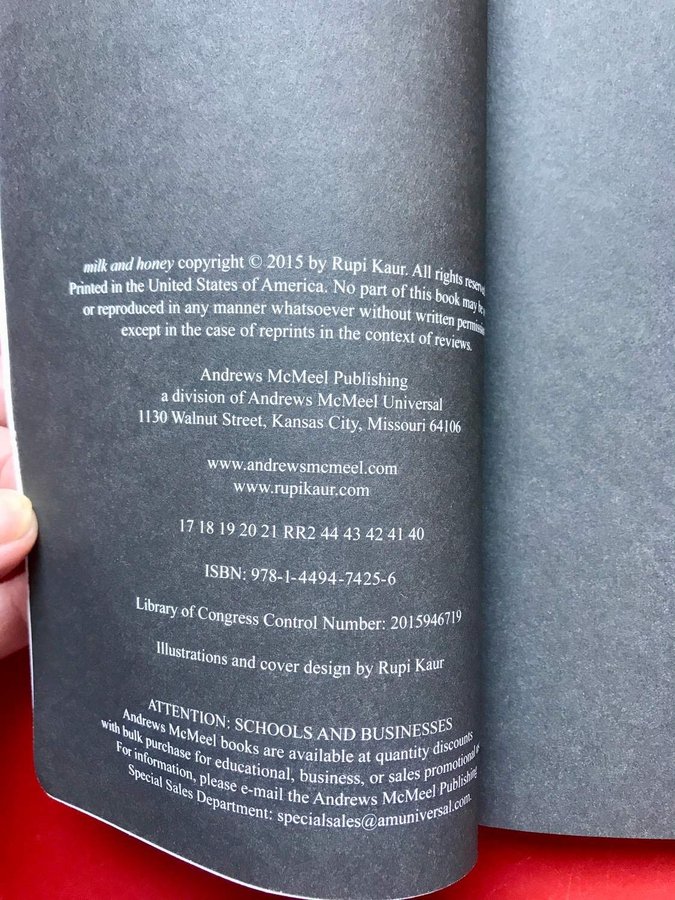 milk and honey copyright © 2015 by Rupi Kaur. All rights
Printed in the United States of America. No part of this book may be
or reproduced in any manner whatsoever without written
except in the case of reprints in the context of reviews.
Andrews McMeel Publishing
a division of Andrews McMeel Universal
1130 Walnut Street, Kansas City, Missouri 64106
www.andrewsmcmeel.com
www.rupikaur.com
17 18 19 20 21 RR2 44 43 42 41 40
ISBN: 978-1-4494-7425-6
Library of Congress Control Number: 2015946719
Illustrations and cover design by Rupi Kaur
ATTENTION: SCHOOLS AND BUSINESSES
Andrews McMeel books are available at quantity discounts
with bulk purchase for educational, business, or sales promotional
For information, please e-mail the Andrews McMeel Publishing
Special Sales Department: specialsales@amuniversal.com.